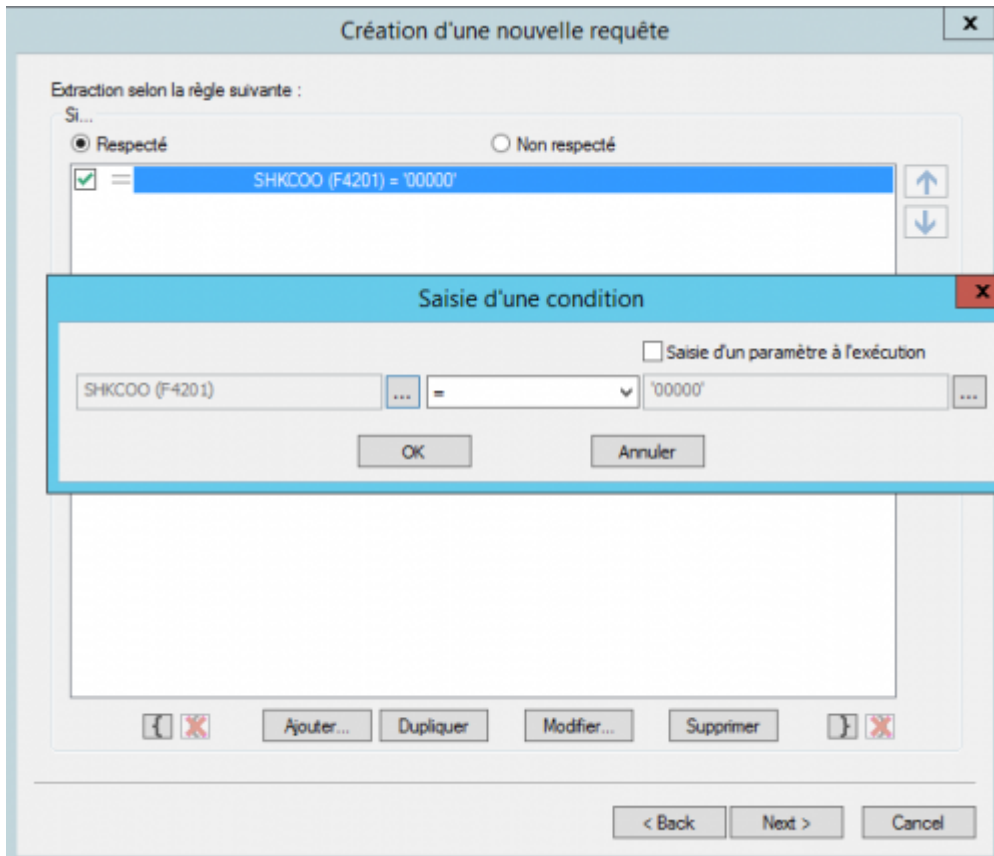 Création d'une nouvelle requête
x
Extraction selon la règle suivante :
Si...
Respecté Non respecté
= SHKCOO (F4201) = '00000'
Saisie d'une condition
x
Saisie d'un paramètre à l'exécution
SHKCOO (F4201) ... = '00000' ...
OK Annuler
{ Ajouter... Dupliquer Modifier... Supprimer }
< Back Next > Cancel